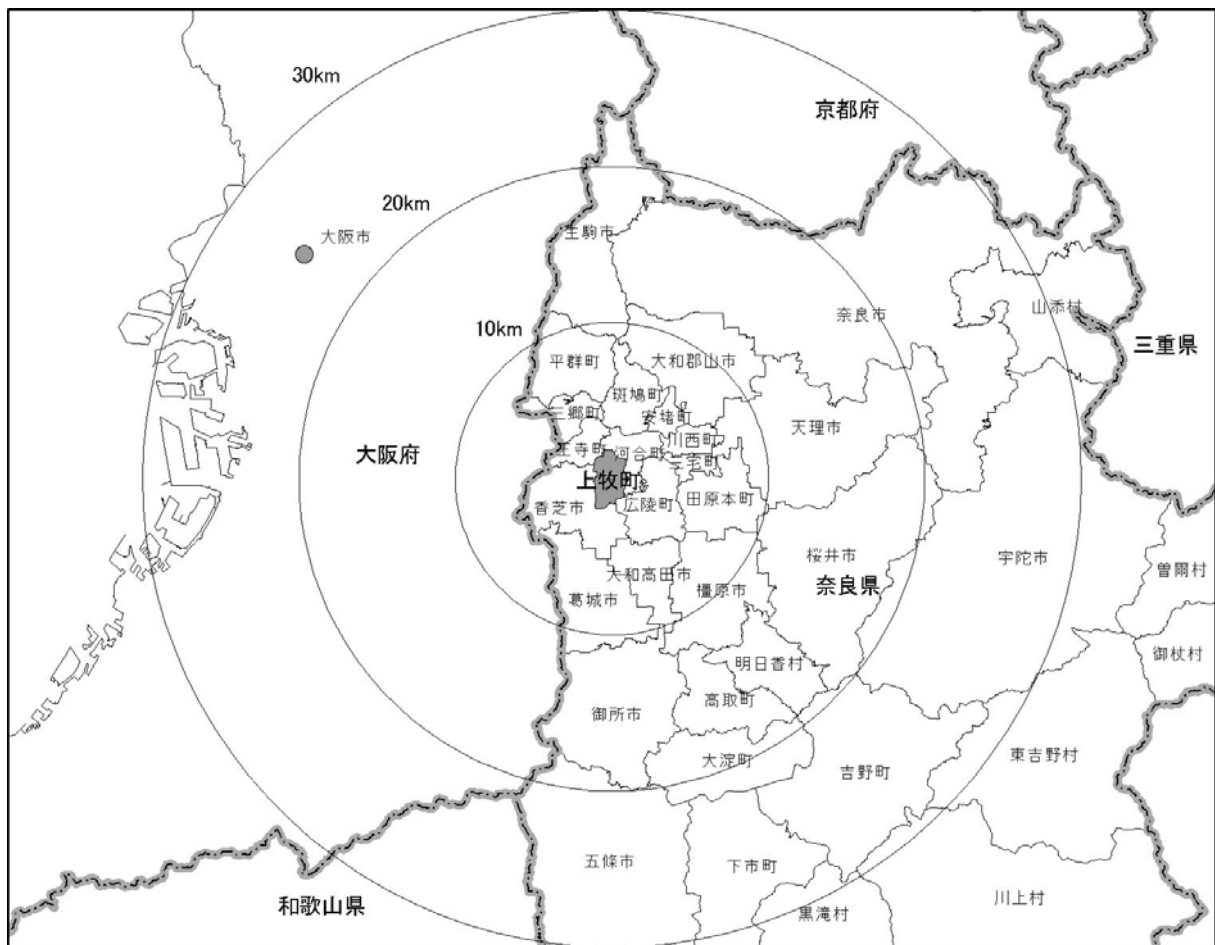 30km
京都府
20km
大阪市
生駒市
山添村
奈良市
10km
三重県
平群町
大和郡山市
斑鳩町
三郷町
安堵町
天理市
大阪府
川西町
王寺町
河合町
三宅町
上牧町
香芝市
広陵町
田原本町
桜井市
宇陀市
曽爾村
大和高田市
橿原市
奈良県
葛城市
御杖村
明日香村
高取町
御所市
大淀町
吉野町
東吉野村
五條市
下市町
川上村
和歌山県
黒滝村